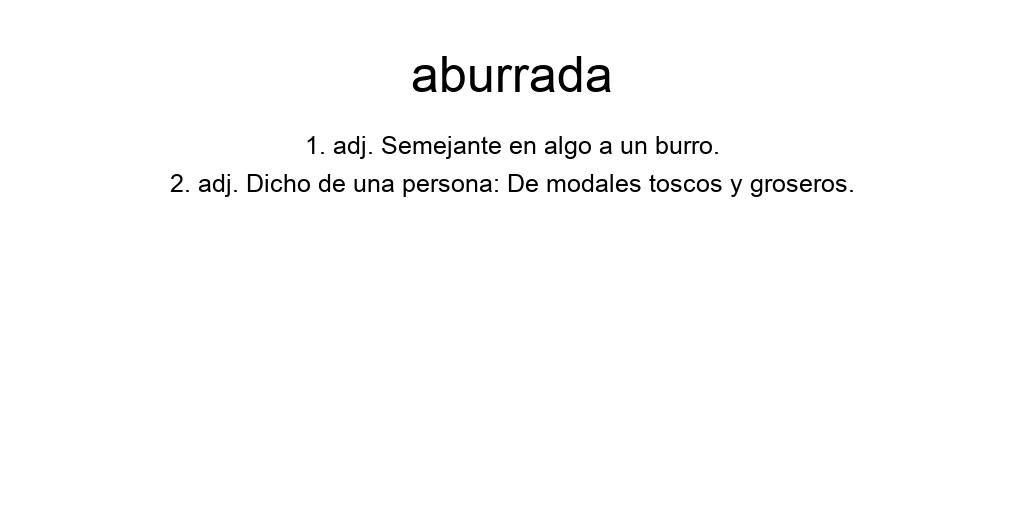 aburrada
1. adj. Semejante en algo a un burro.
2. adj. Dicho de una persona: De modales toscos y groseros.